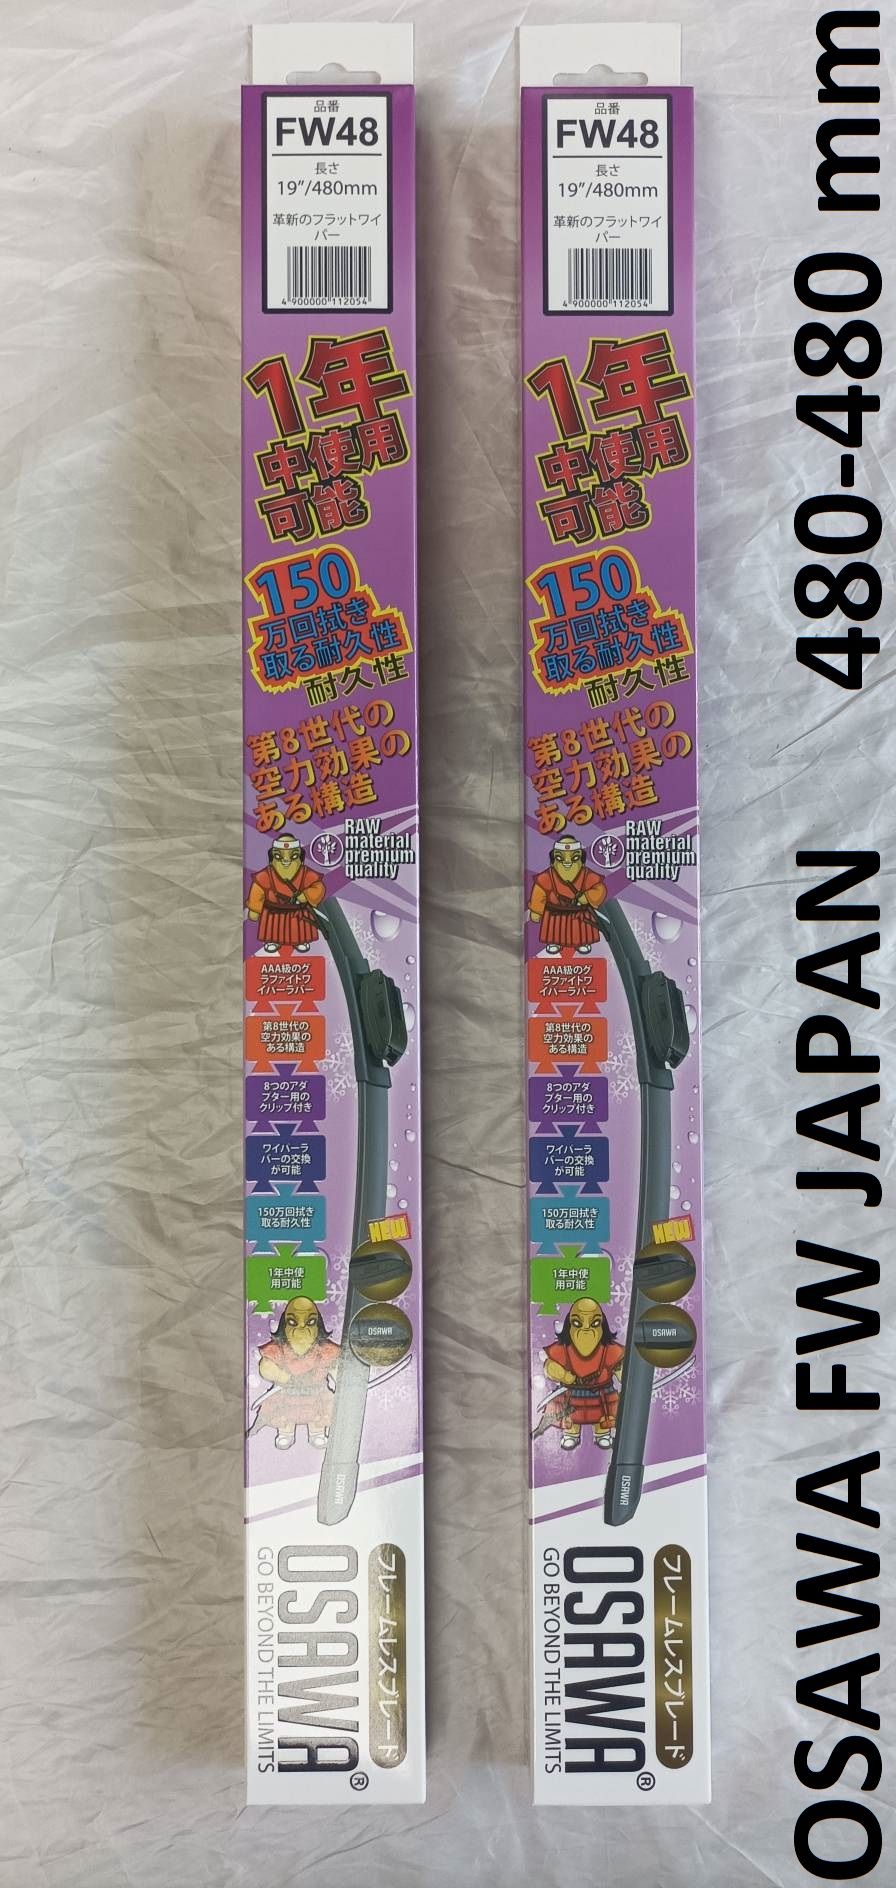 品番
FW48
長さ
19”/480mm
革新のフラットワイ
パー
4 900000 112054
1年
中使用
可能
150
万回拭き
取る耐久性
耐久性
第8世代の
空力効果の
ある構造
RAW
material
premium
quality
AAA級のグ
ラファイトワ
イパーラバー
第8世代の
空力効果の
ある構造
8つのアダ
プター用の
クリップ付き
ワイパーラ
バーの交換
が可能
150万回拭き
取る耐久性
1年中使
用可能
NEW
OSAWA
OSAWA
フレームレスブレード
OSAWA®
GO BEYOND THE LIMITS
品番
FW48
長さ
19”/480mm
革新のフラットワイ
パー
4 900000 112054
1年
中使用
可能
150
万回拭き
取る耐久性
耐久性
第8世代の
空力効果の
ある構造
RAW
material
premium
quality
AAA級のグ
ラファイトワ
イパーラバー
第8世代の
空力効果の
ある構造
8つのアダ
プター用の
クリップ付き
ワイパーラ
バーの交換
が可能
150万回拭き
取る耐久性
1年中使
用可能
NEW
OSAWA
OSAWA
フレームレスブレード
OSAWA®
GO BEYOND THE LIMITS
OSAWA FW JAPAN 480-480 mm